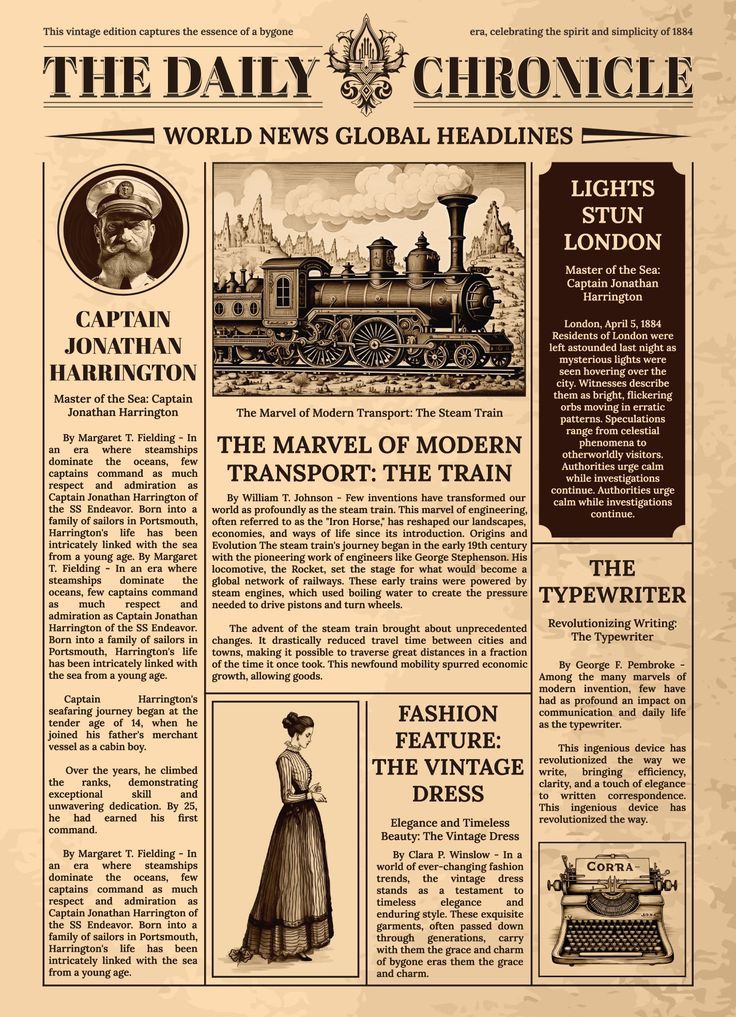 This vintage edition captures the essence of a bygone
era, celebrating the spirit and simplicity of 1884
THE DAILY CHRONICLE
WORLD NEWS GLOBAL HEADLINES
CAPTAIN
JONATHAN
HARRINGTON
Master of the Sea: Captain
Jonathan Harrington
By Margaret T. Fielding - In
an era where steamships
dominate the oceans, few
captains command as much
respect and admiration as
Captain Jonathan Harrington of
the SS Endeavor. Born into a
family of sailors in Portsmouth,
Harrington's life has been
intricately linked with the sea
from a young age. By Margaret
T. Fielding - In an era where
steamships dominate the
oceans, few captains command
as much respect and
admiration as Captain Jonathan
Harrington of the SS Endeavor.
Born into a family of sailors in
Portsmouth, Harrington's life
has been intricately linked with
the sea from a young age.
Captain Harrington's
seafaring journey began at the
tender age of 14, when he
joined his father's merchant
vessel as a cabin boy.
Over the years, he climbed
the ranks, demonstrating
exceptional skill and
unwavering dedication. By 25,
he had earned his first
command.
By Margaret T. Fielding - In
an era where steamships
dominate the oceans, few
captains command as much
respect and admiration as
Captain Jonathan Harrington of
the SS Endeavor. Born into a
family of sailors in Portsmouth,
Harrington's life has been
intricately linked with the sea
from a young age.
The Marvel of Modern Transport: The Steam Train
THE MARVEL OF MODERN
TRANSPORT: THE TRAIN
By William T. Johnson - Few inventions have transformed our
world as profoundly as the steam train. This marvel of engineering,
often referred to as the "Iron Horse," has reshaped our landscapes,
economies, and ways of life since its introduction. Origins and
Evolution The steam train's journey began in the early 19th century
with the pioneering work of engineers like George Stephenson. His
locomotive, the Rocket, set the stage for what would become a
global network of railways. These early trains were powered by
steam engines, which used boiling water to create the pressure
needed to drive pistons and turn wheels.
The advent of the steam train brought about unprecedented
changes. It drastically reduced travel time between cities and
towns, making it possible to traverse great distances in a fraction
of the time it once took. This newfound mobility spurred economic
growth, allowing goods.
FASHION
FEATURE:
THE VINTAGE
DRESS
Elegance and Timeless
Beauty: The Vintage Dress
By Clara P. Winslow - In a
world of ever-changing fashion
trends, the vintage dress
stands as a testament to
timeless elegance and
enduring style. These exquisite
garments, often passed down
through generations, carry
with them the grace and charm
of bygone eras them the grace
and charm.
LIGHTS
STUN
LONDON
Master of the Sea:
Captain Jonathan
Harrington
London, April 5, 1884
Residents of London were
left astounded last night as
mysterious lights were
seen hovering over the
city. Witnesses describe
them as bright, flickering
orbs moving in erratic
patterns. Speculations
range from celestial
phenomena to
otherworldly visitors.
Authorities urge calm
while investigations
continue. Authorities urge
calm while investigations
continue.
THE
TYPEWRITER
Revolutionizing Writing:
The Typewriter
By George F. Pembroke -
Among the many marvels of
modern invention, few have
had as profound an impact on
communication and daily life
as the typewriter.
This ingenious device has
revolutionized the way we
write, bringing efficiency,
clarity, and a touch of elegance
to written correspondence.
This ingenious device has
revolutionized the way.
CORTRA-